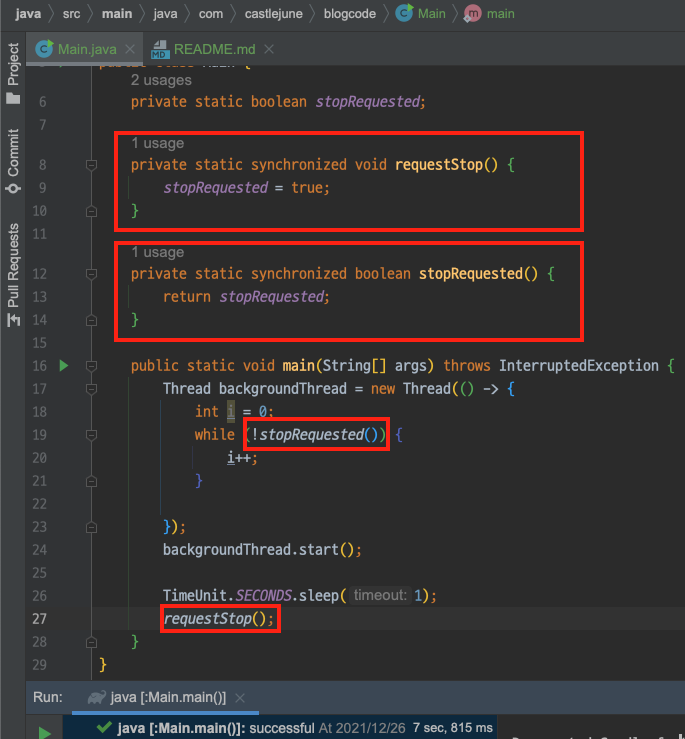 java src main java com castlejune blogcode Main main
Main.java README.md
Project
Commit
Pull Requests
2 usages
6 private static boolean stopRequested;
7
1 usage
8 private static synchronized void requestStop() {
9 stopRequested = true;
10 }
11
1 usage
12 private static synchronized boolean stopRequested() {
13 return stopRequested;
14 }
15
16 public static void main(String[] args) throws InterruptedException {
17 Thread backgroundThread = new Thread(() -> {
18 int i = 0;
19 while (!stopRequested()) {
20 i++;
21 }
22
23 });
24 backgroundThread.start();
25
26 TimeUnit.SECONDS.sleep( timeout: 1);
27 requestStop();
28 }
29 }
Run: java [:Main.main()]
java [:Main.main()]: successful At 2021/12/26 7 sec, 815 ms